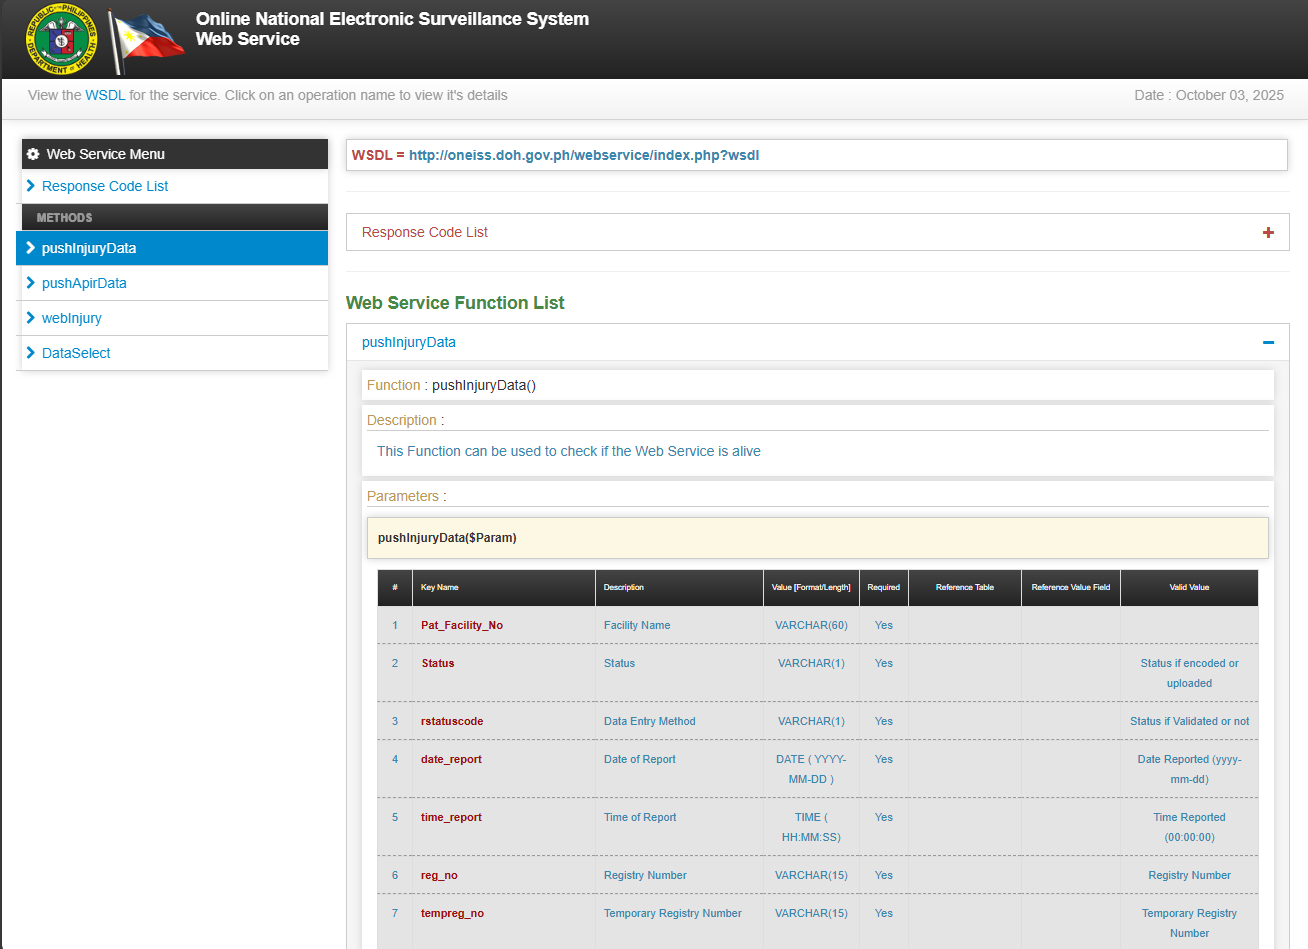 Online National Electronic Surveillance System
Web Service
View the WSDL for the service. Click on an operation name to view it's details
Date : October 03, 2025
Web Service Menu
Response Code List
METHODS
pushInjuryData
pushApirData
webInjury
DataSelect
WSDL = http://oneiss.doh.gov.ph/webservice/index.php?wsdl
Response Code List
Web Service Function List
pushInjuryData
Function : pushInjuryData()
Description :
This Function can be used to check if the Web Service is alive
Parameters :
pushInjuryData($Param)
# Key Name Description Value [Format/Length] Required Reference Table Reference Value Field Valid Value
1 Pat_Facility_No Facility Name VARCHAR(60) Yes
2 Status Status VARCHAR(1) Yes Status if encoded or
uploaded
3 rstatuscode Data Entry Method VARCHAR(1) Yes Status if Validated or not
4 date_report Date of Report DATE ( YYYY- Yes Date Reported (yyyy-
MM-DD ) mm-dd)
5 time_report Time of Report TIME ( Yes Time Reported
HH:MM:SS) (00:00:00)
6 reg_no Registry Number VARCHAR(15) Yes Registry Number
7 tempreg_no Temporary Registry Number VARCHAR(15) Yes Temporary Registry
Number